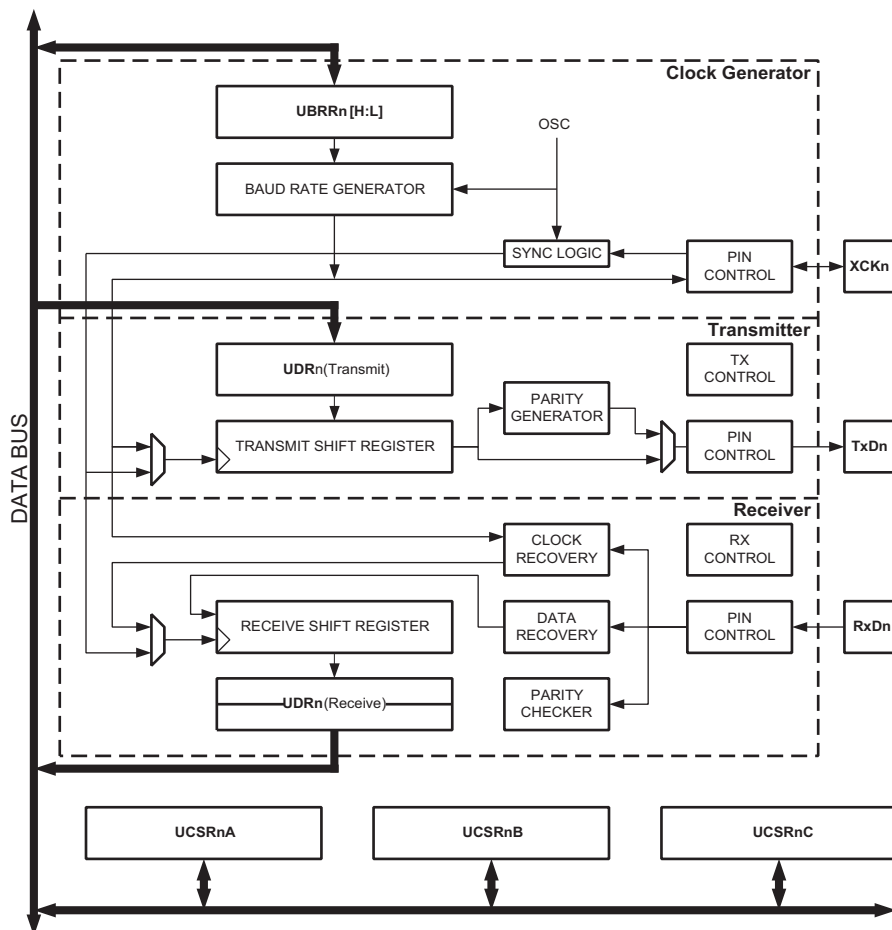 Clock Generator
UBRRn [H:L]
OSC
BAUD RATE GENERATOR
SYNC LOGIC
PIN
CONTROL
XCKn
Transmitter
UDRn(Transmit)
TX
CONTROL
PARITY
GENERATOR
TRANSMIT SHIFT REGISTER
PIN
CONTROL
TxDn
DATA BUS
Receiver
CLOCK
RECOVERY
RX
CONTROL
RECEIVE SHIFT REGISTER
DATA
RECOVERY
PIN
CONTROL
RxDn
UDRn(Receive)
PARITY
CHECKER
UCSRnA
UCSRnB
UCSRnC